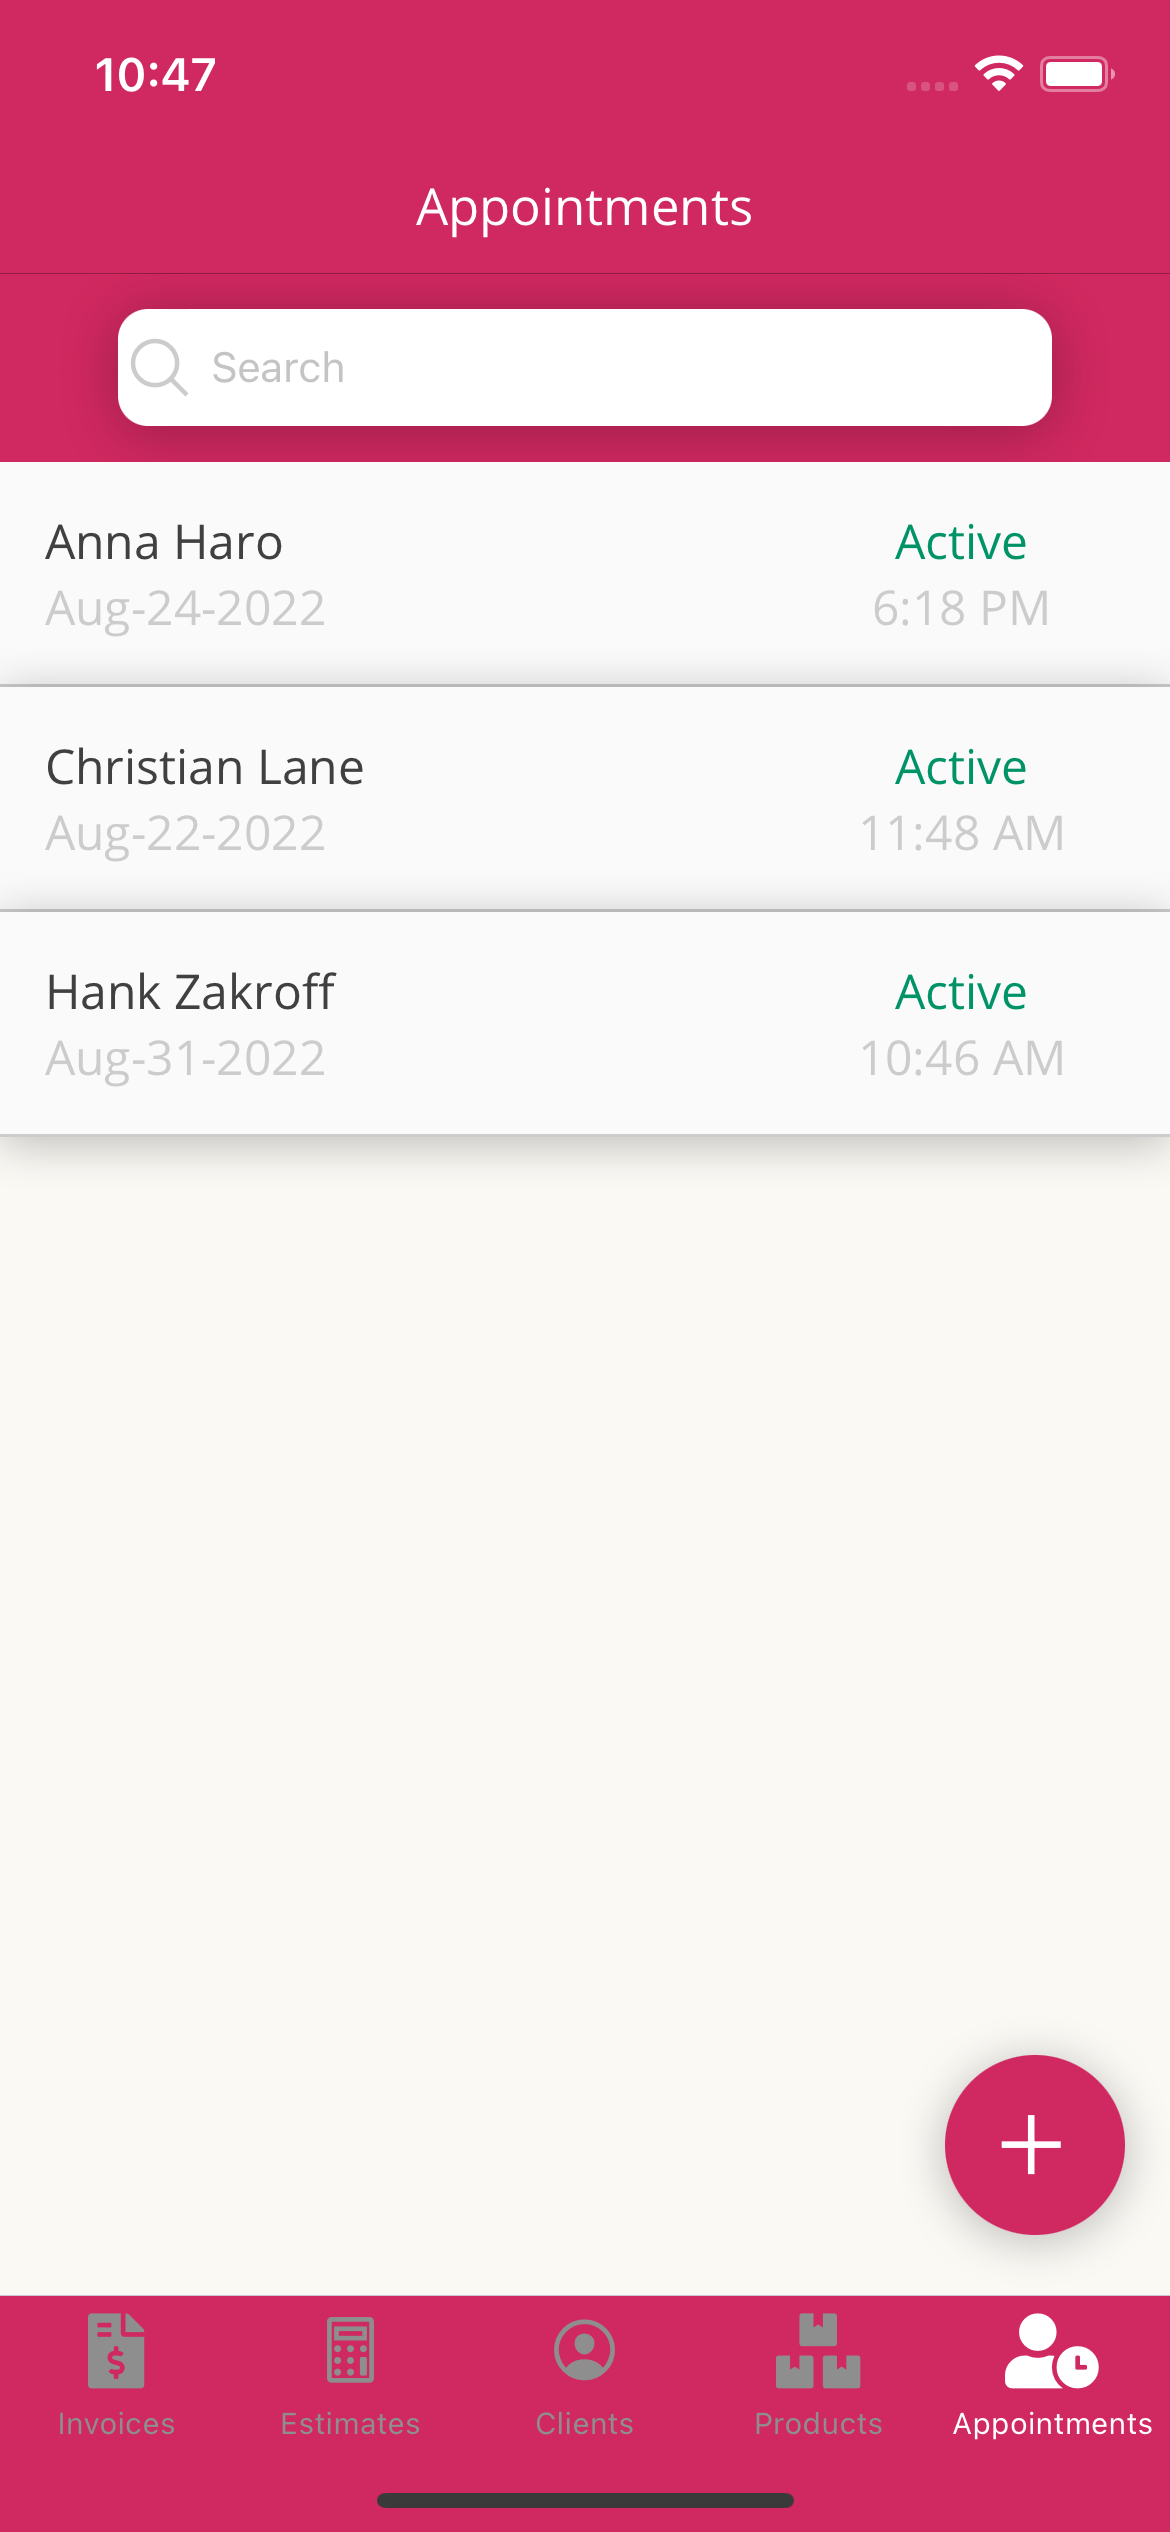 10:47
Appointments
Search
Anna Haro
Active
Aug-24-2022
6:18 PM
Christian Lane
Active
Aug-22-2022
11:48 AM
Hank Zakroff
Active
Aug-31-2022
10:46 AM
Invoices
Estimates
Clients
Products
Appointments